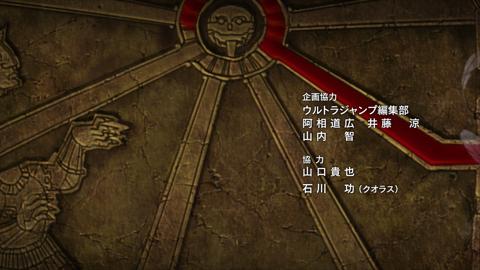 企画協力
ウルトラジャンプ編集部
阿相道広 井藤 涼
山内 智
協力
山口貴也
石川 功（クオラス）